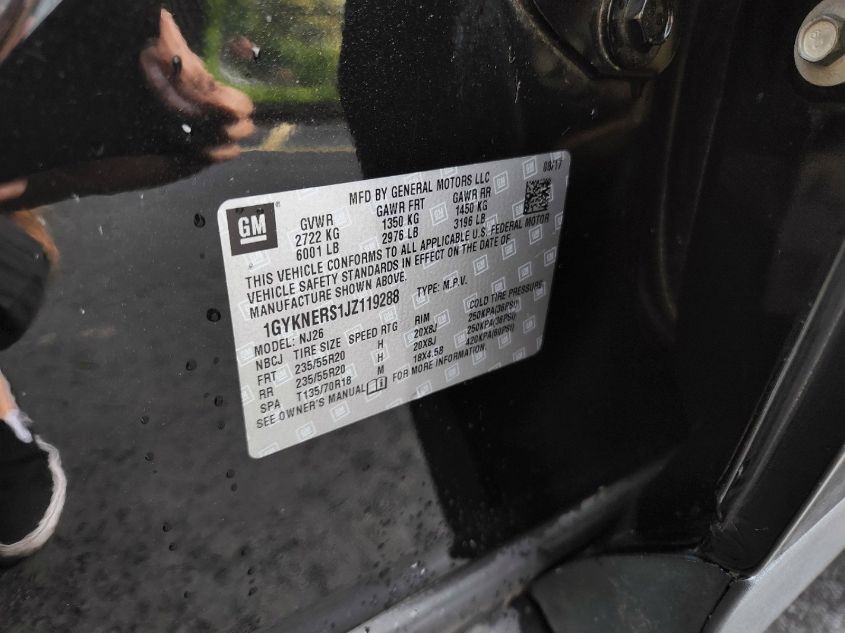 08/17
MFD BY GENERAL MOTORS LLC
GM
GVWR GAWR FRT GAWR RR
2722 KG 1350 KG 1450 KG
6001 LB 2976 LB 3196 LB
THIS VEHICLE CONFORMS TO ALL APPLICABLE U.S. FEDERAL MOTOR
VEHICLE SAFETY STANDARDS IN EFFECT ON THE DATE OF
MANUFACTURE SHOWN ABOVE.
1GYKNERS1JZ119288 TYPE: M.P.V.
MODEL: NJ26
NBCJ TIRE SIZE SPEED RTG RIM COLD TIRE PRESSURE
FRT 235/55R20 H 20X8J 250KPA(36PSI)
RR 235/55R20 H 20X8J 250KPA(36PSI)
SPA T135/70R18 M 18X4.5B 420KPA(60PSI)
SEE OWNER'S MANUAL FOR MORE INFORMATION.